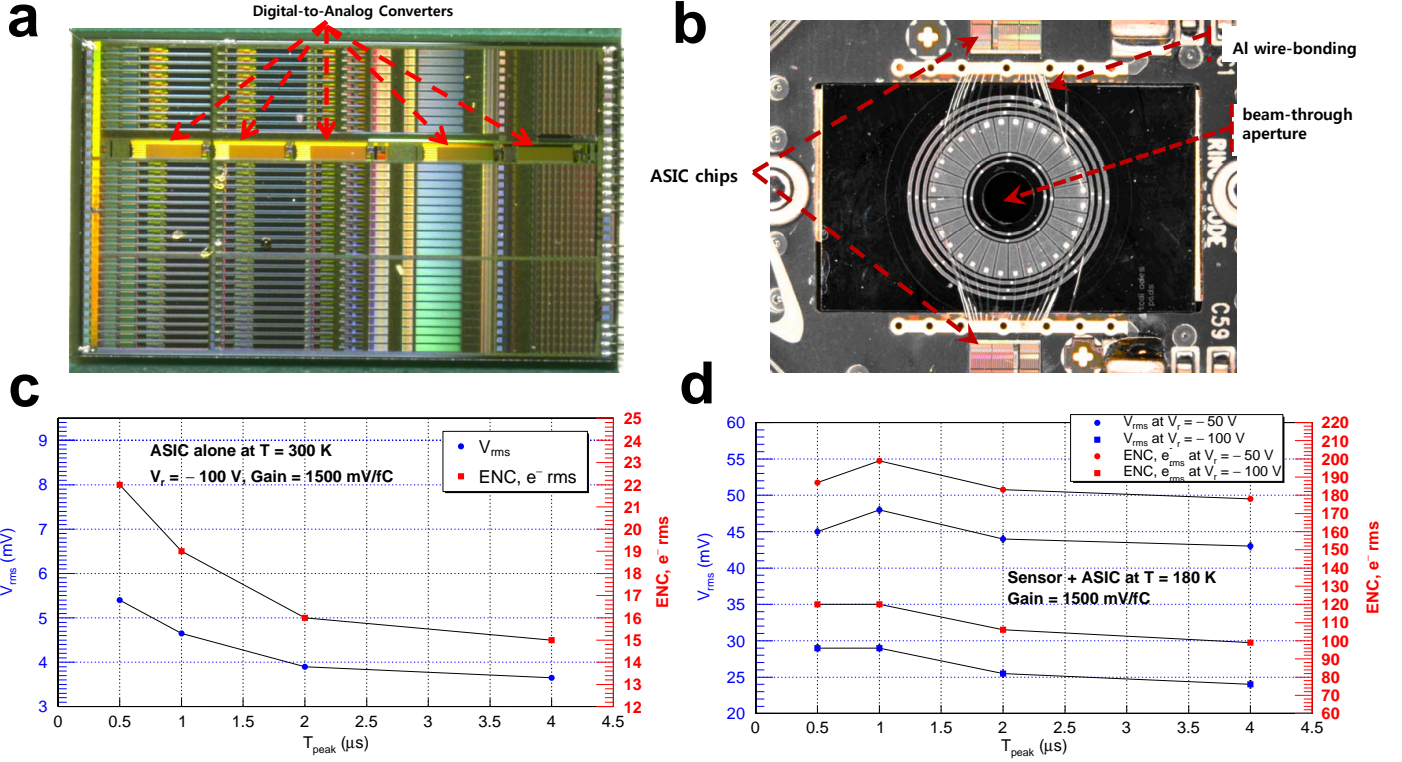 a
Digital-to-Analog Converters
b
Al wire-bonding
beam-through
aperture
ASIC chips
RING
C59
c
ASIC alone at T = 300 K
V_r = − 100 V, Gain = 1500 mV/fC
V_rms
ENC, e⁻ rms
9
8
7
6
5
4
3
V_rms (mV)
25
24
23
22
21
20
19
18
17
16
15
14
13
12
ENC, e⁻ rms
0 0.5 1 1.5 2 2.5 3 3.5 4 4.5
T_peak (μs)
d
V_rms at V_r = − 50 V
V_rms at V_r = − 100 V
ENC, e⁻ rms at V_r = − 50 V
ENC, e⁻ rms at V_r = − 100 V
Sensor + ASIC at T = 180 K
Gain = 1500 mV/fC
60
55
50
45
40
35
30
25
20
V_rms (mV)
220
210
200
190
180
170
160
150
140
130
120
110
100
90
80
70
60
ENC, e⁻ rms
0 0.5 1 1.5 2 2.5 3 3.5 4 4.5
T_peak (μs)